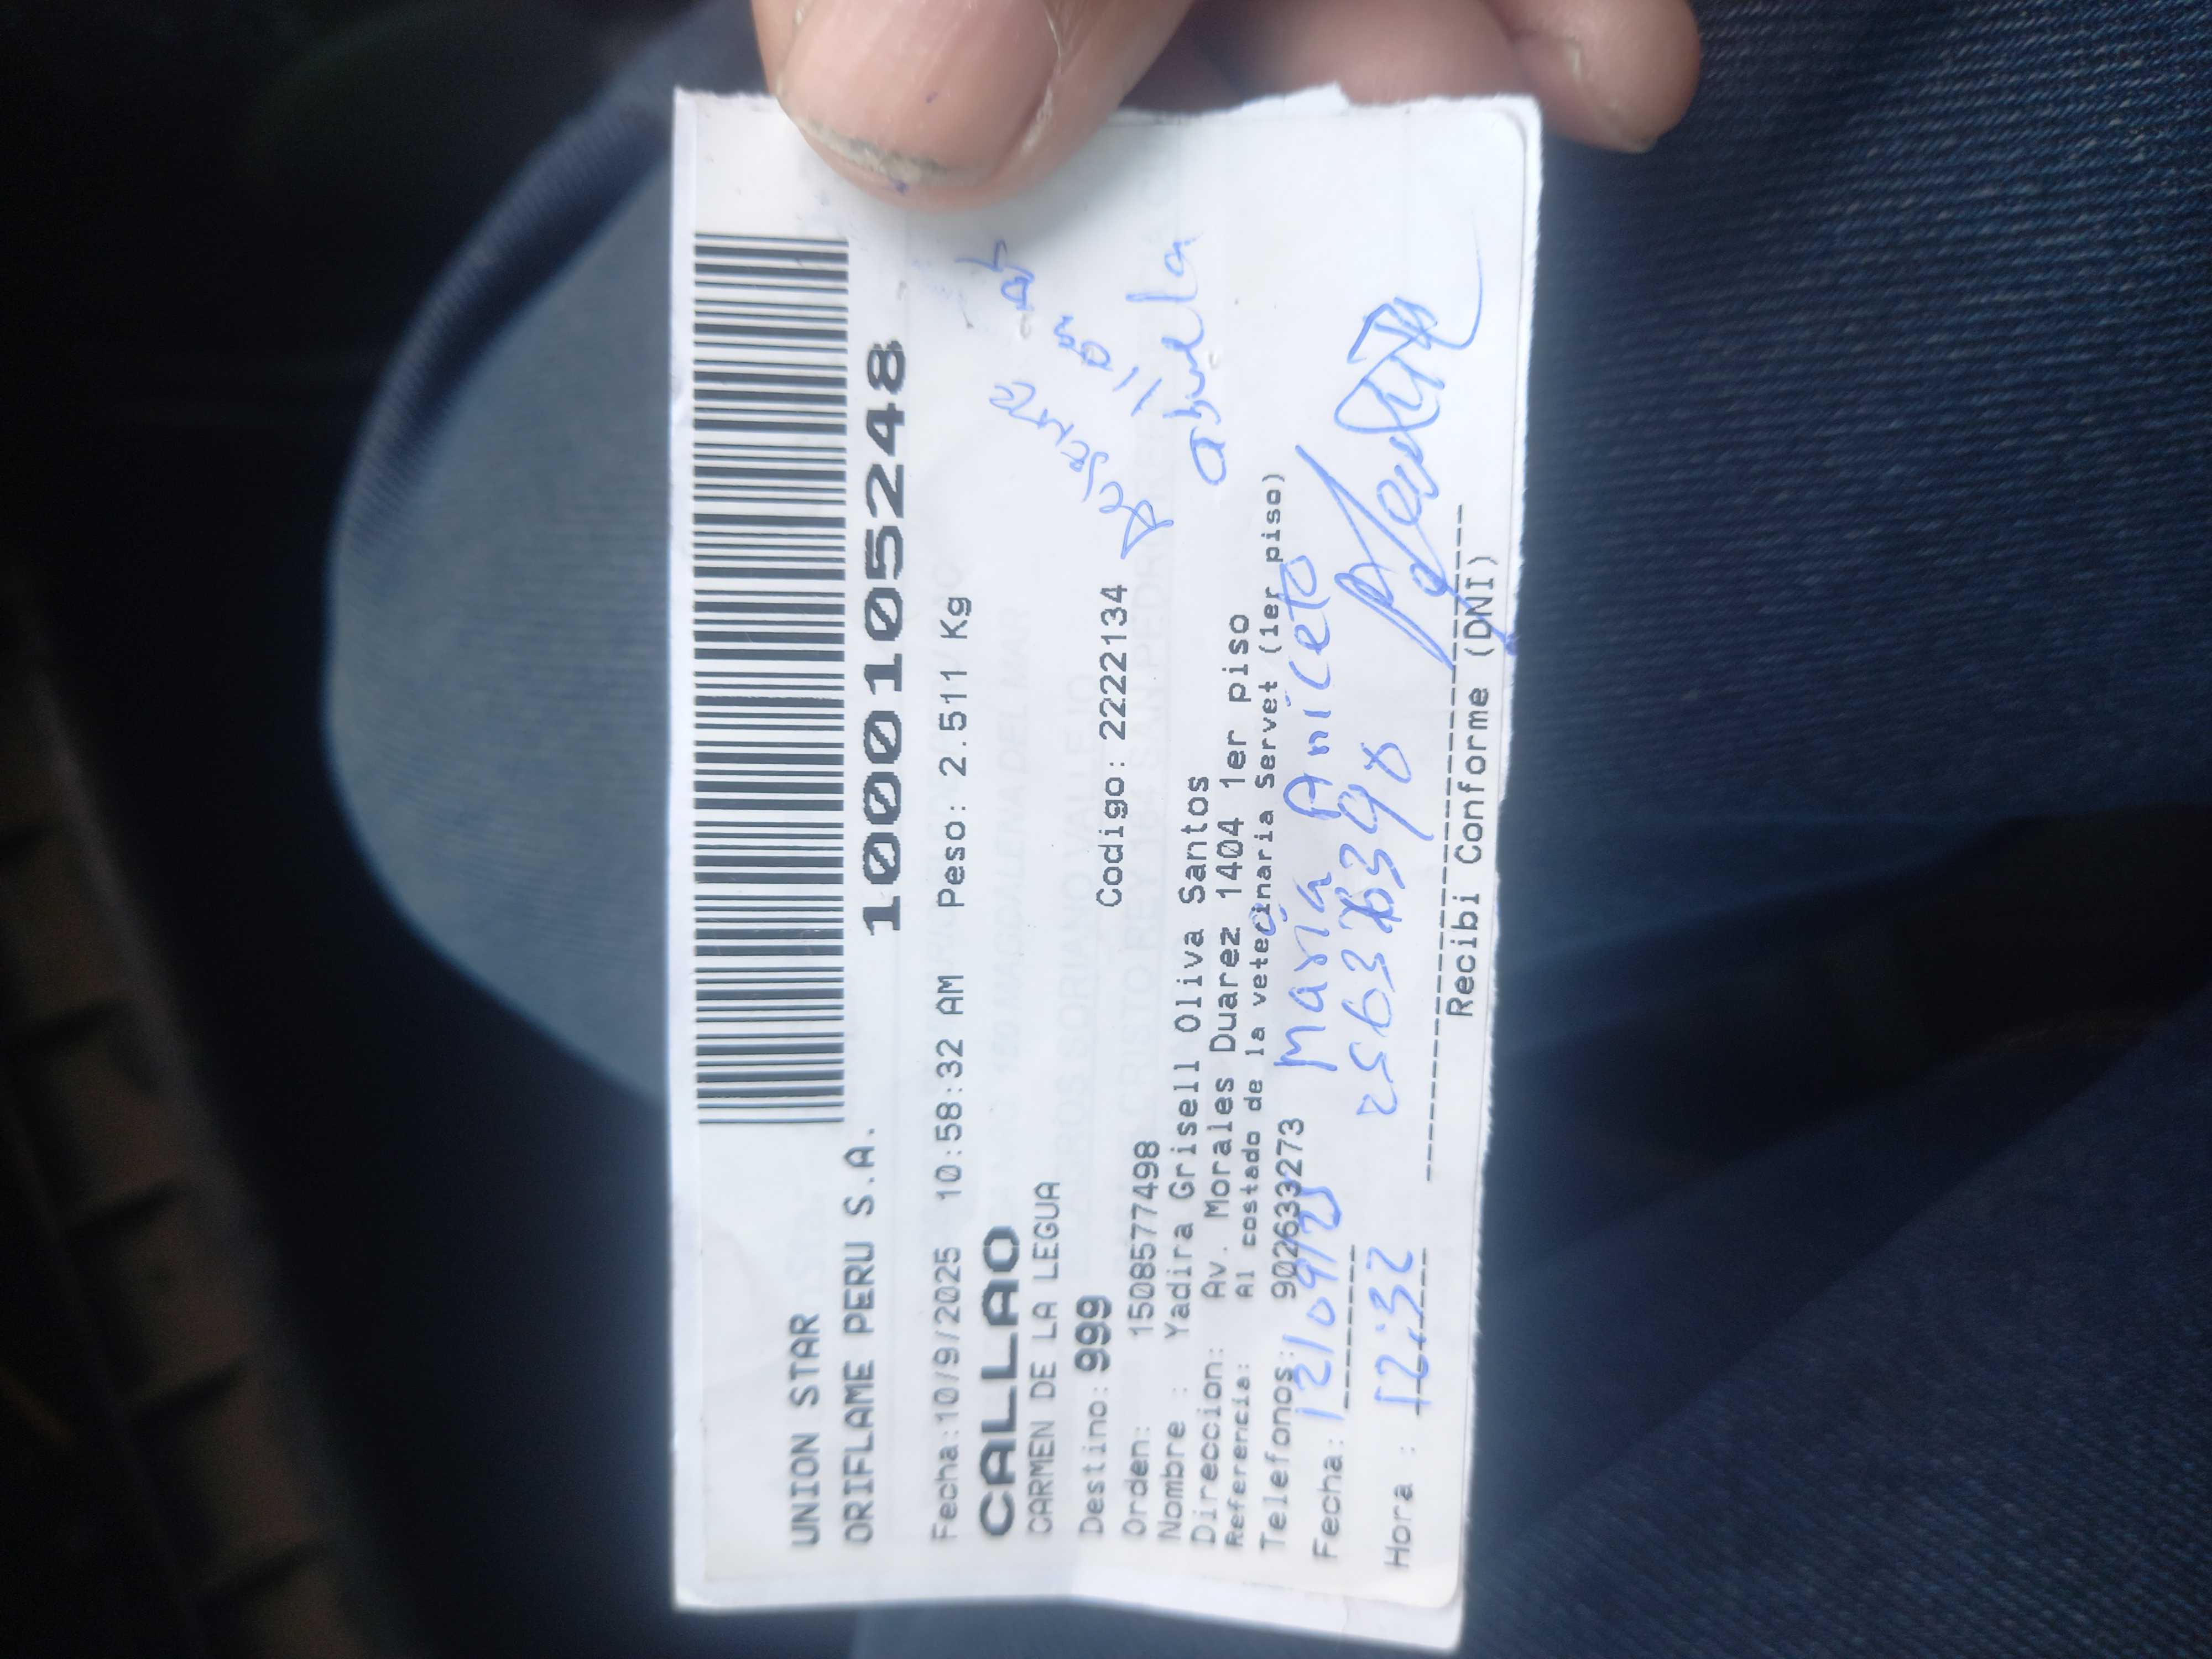 UNION STAR
ORIFLAME PERU S.A.
1000105248
Fecha:10/9/2025 10:58:32 AM Peso: 2.511 Kg
CALLAO
CARMEN DE LA LEGUA
Destino: 999 Codigo: 2222134
Orden: 1508577498
Nombre : Yadira Grisell Oliva Santos
Direccion: Av. Morales Duarez 1404 1er piso
Referencia: Al costado de la veterinaria Servet (1er piso)
Telefonos: 902633273
abuela
María Aniceto
Fecha: 12/09/25
Hora : 12:32
Recibi Conforme (DNI)